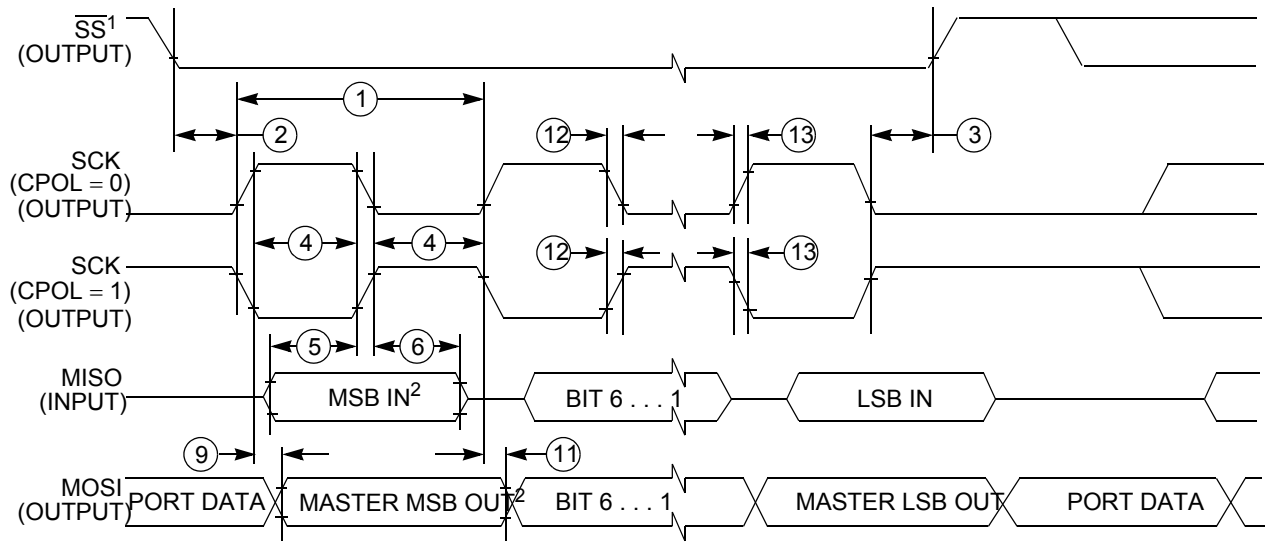 SS¹
(OUTPUT)
1
2
12
13
3
SCK
(CPOL = 0)
(OUTPUT)
4
4
SCK
(CPOL = 1)
(OUTPUT)
12
13
5
6
MISO
(INPUT)
MSB IN²
BIT 6 . . . 1
LSB IN
9
11
MOSI
(OUTPUT)
PORT DATA
MASTER MSB OUT²
BIT 6 . . . 1
MASTER LSB OUT
PORT DATA